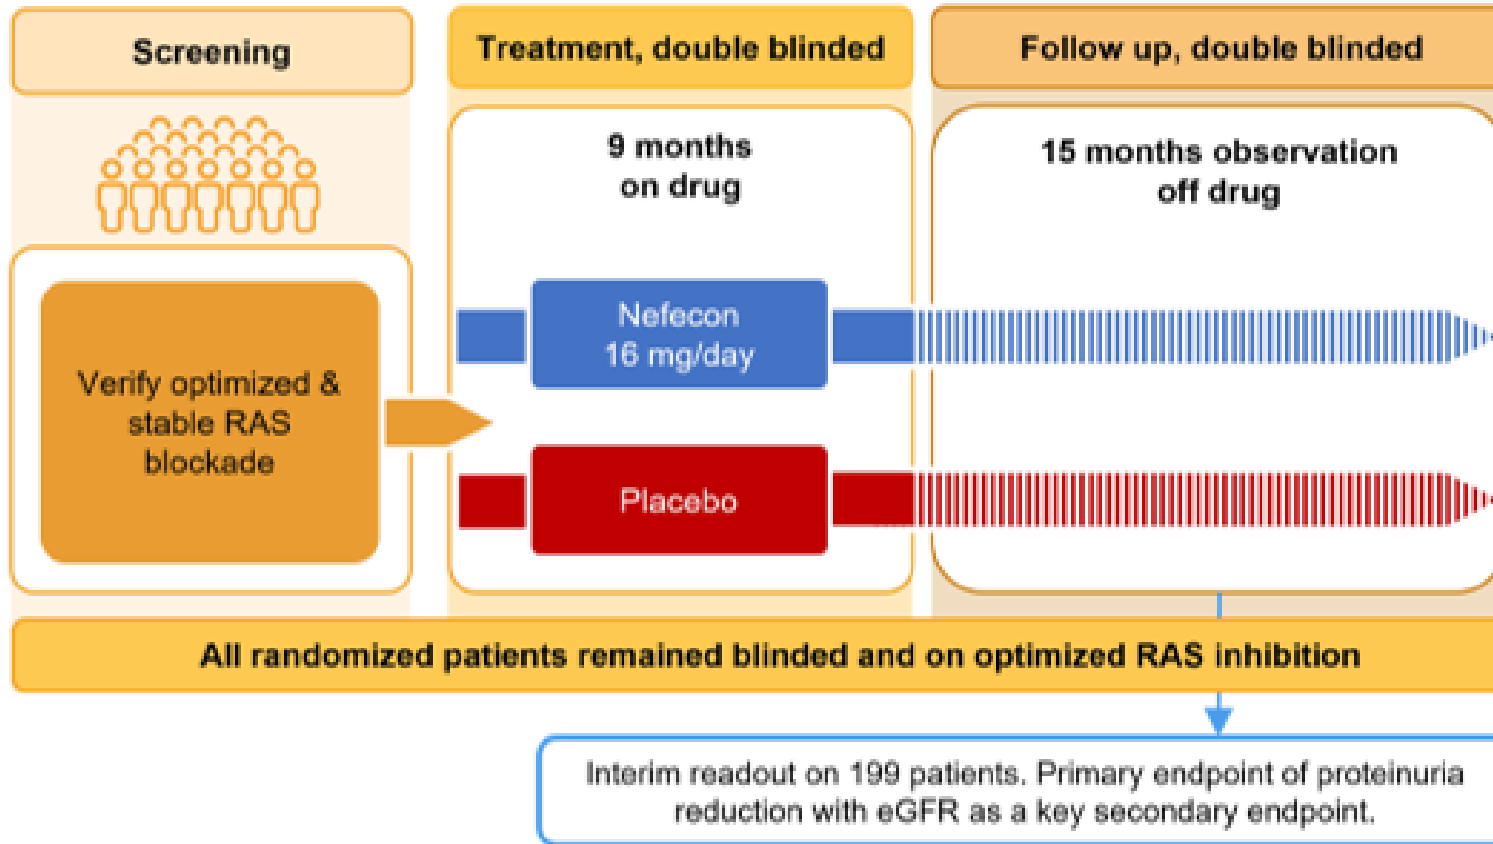 Screening
Treatment, double blinded
Follow up, double blinded
9 months
on drug
15 months observation
off drug
Verify optimized &
stable RAS
blockade
Nefecon
16 mg/day
Placebo
All randomized patients remained blinded and on optimized RAS inhibition
Interim readout on 199 patients. Primary endpoint of proteinuria
reduction with eGFR as a key secondary endpoint.